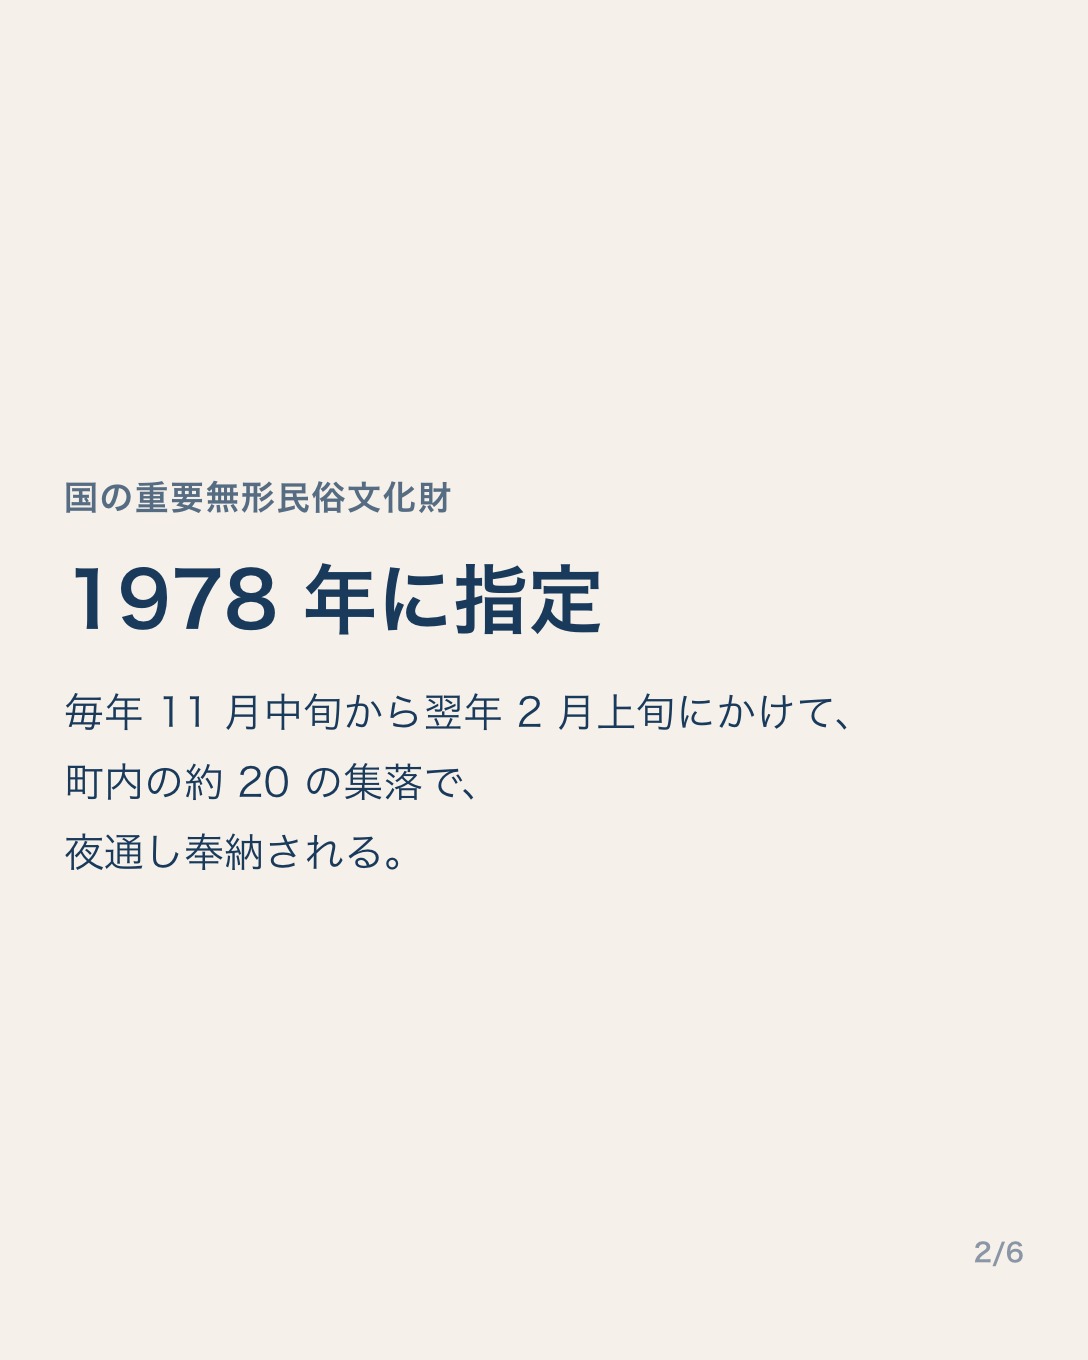 国の重要無形民俗文化財
1978 年に指定
毎年 11 月中旬から翌年 2 月上旬にかけて、
町内の約 20 の集落で、
夜通し奉納される。
2/6